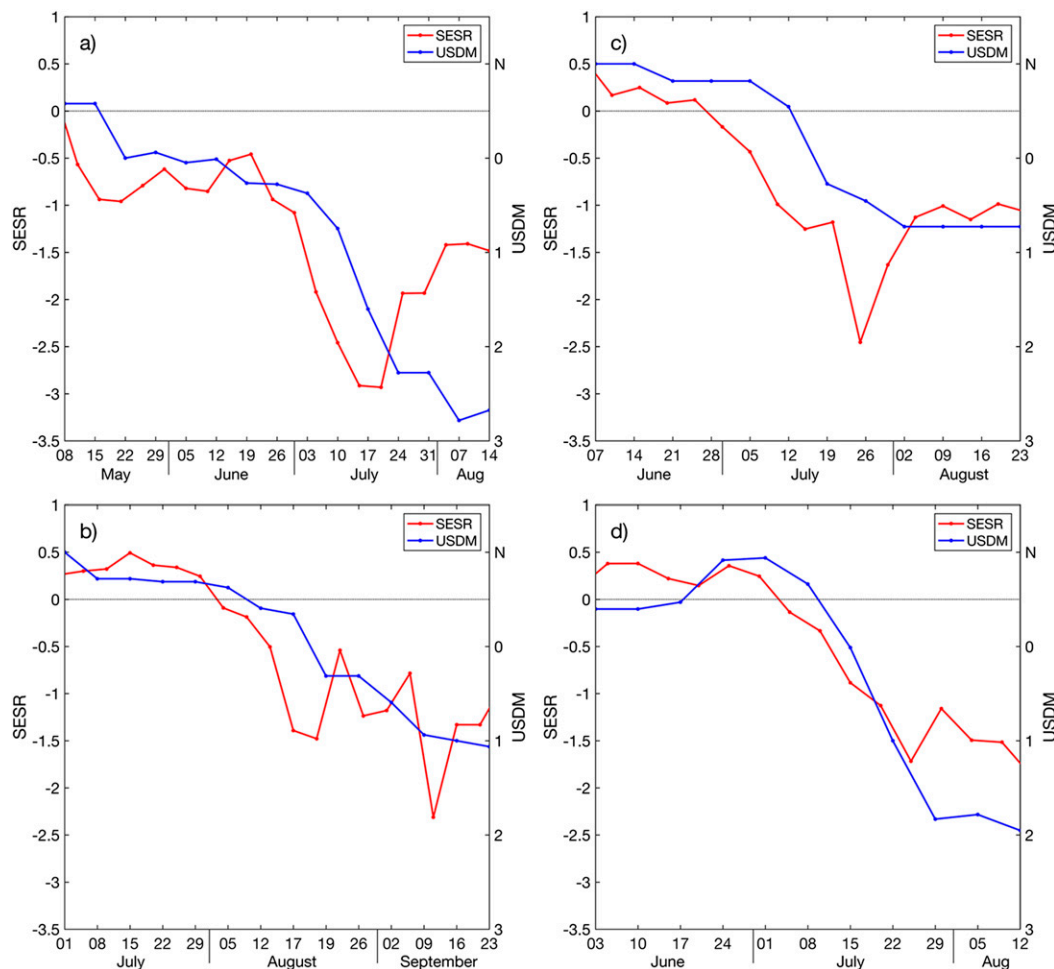 a)
SESR
USDM
1
0.5
0
-0.5
-1
-1.5
-2
-2.5
-3
-3.5
SESR
N
0
1
2
3
USDM
08 15 22 29 05 12 19 26 03 10 17 24 31 07 14
May June July Aug
c)
SESR
USDM
1
0.5
0
-0.5
-1
-1.5
-2
-2.5
-3
-3.5
SESR
N
0
1
2
3
USDM
07 14 21 28 05 12 19 26 02 09 16 23
June July August
b)
SESR
USDM
1
0.5
0
-0.5
-1
-1.5
-2
-2.5
-3
-3.5
SESR
N
0
1
2
3
USDM
01 08 15 22 29 05 12 17 19 26 02 09 16 23
July August September
d)
SESR
USDM
1
0.5
0
-0.5
-1
-1.5
-2
-2.5
-3
-3.5
SESR
N
0
1
2
3
USDM
03 10 17 24 01 08 15 22 29 05 12
June July Aug